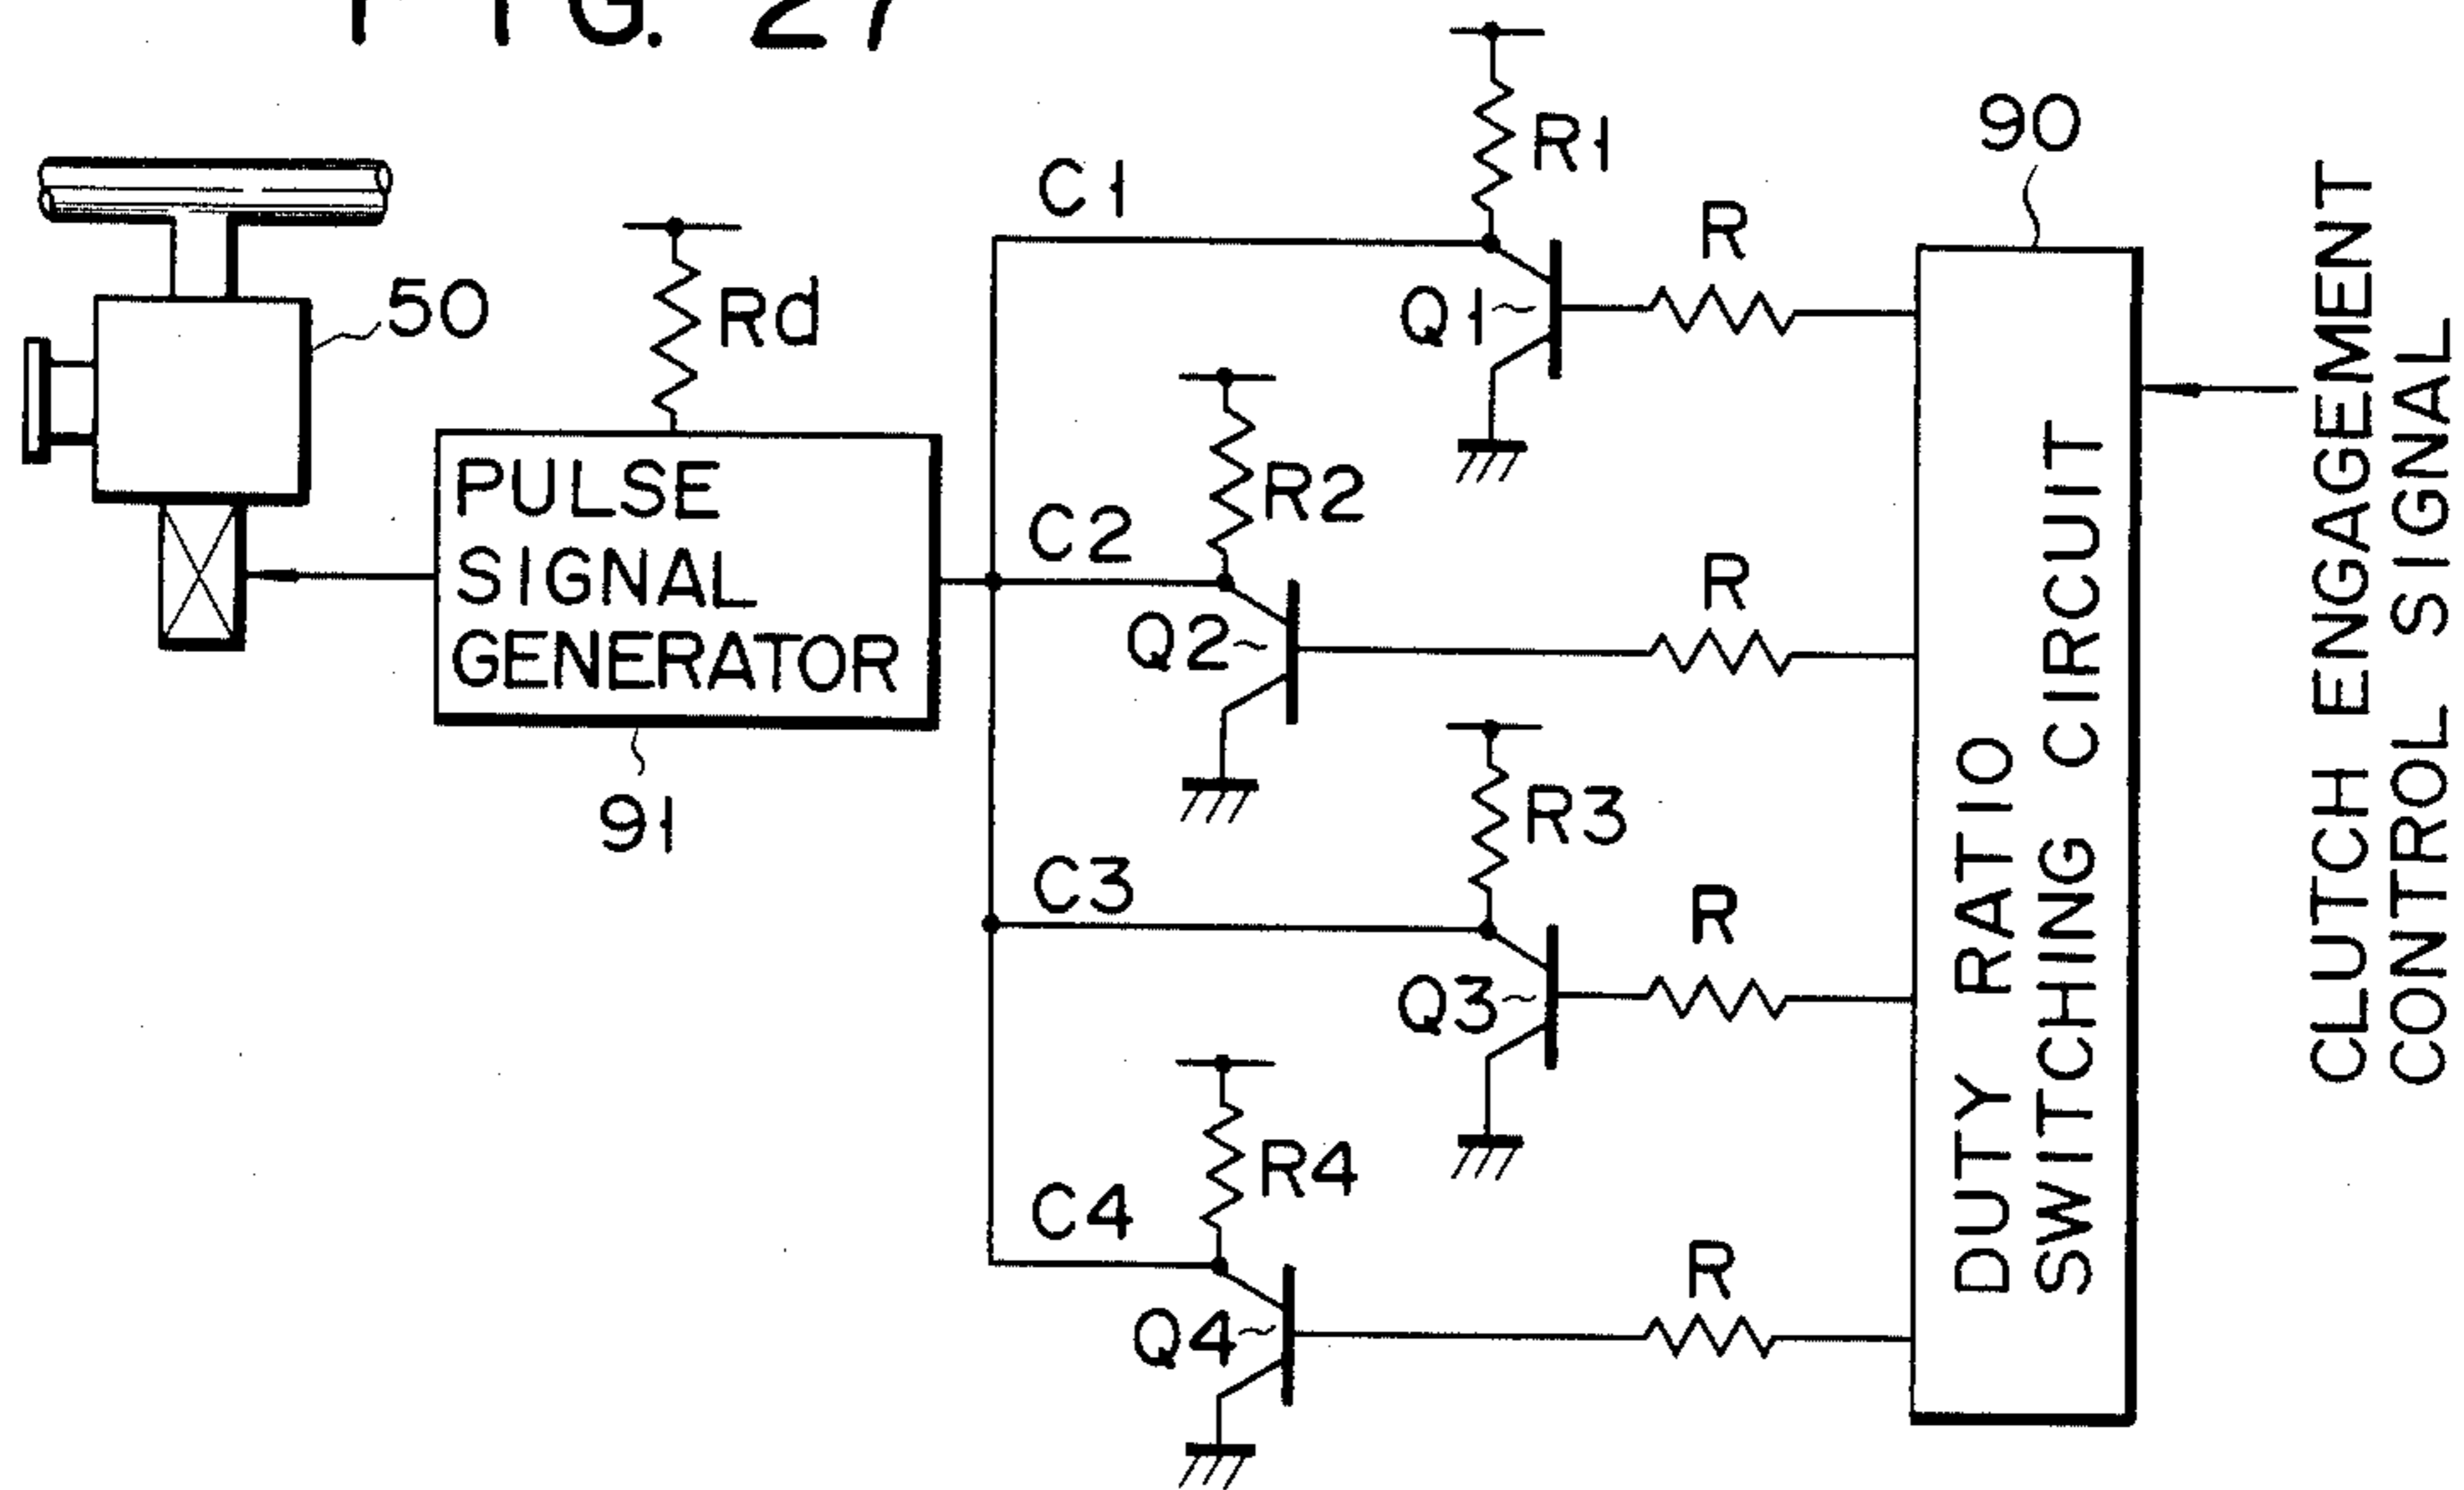 FIG. 27
50
Rd
PULSE
SIGNAL
GENERATOR
91
C1
R1
Q1
R
C2
R2
Q2
R
C3
R3
Q3
R
C4
R4
Q4
R
90
DUTY RATIO
SWITCHING CIRCUIT
CLUTCH ENGAGEMENT
CONTROL SIGNAL